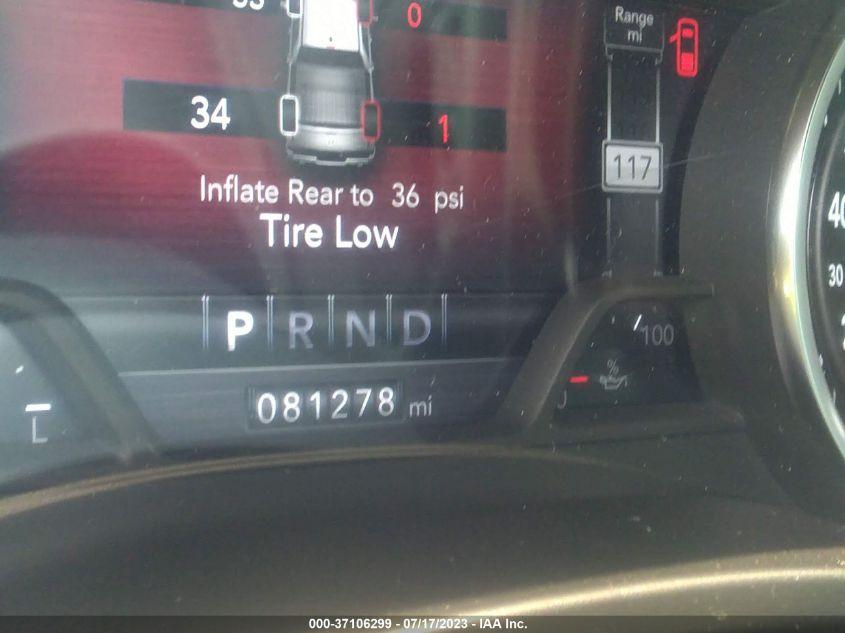 0
Range
mi
34
1
117
Inflate Rear to 36 psi
Tire Low
40
30
P R N D
100
%
081278 mi
L
000-37106299 - 07/17/2023 - IAA Inc.